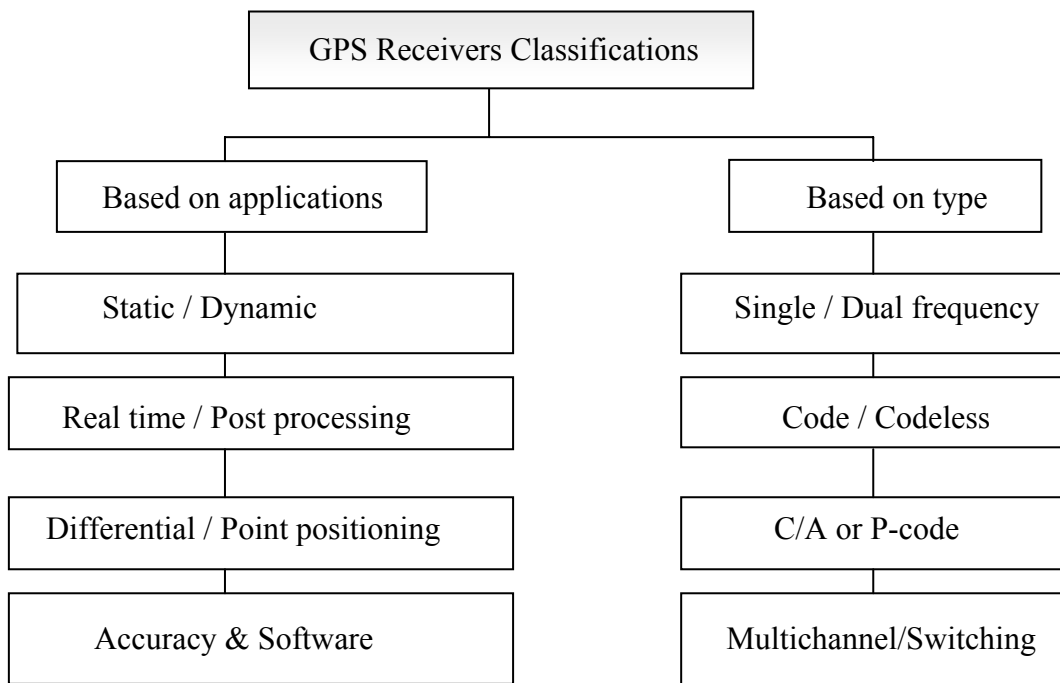 GPS Receivers Classifications
Based on applications
Based on type
Static / Dynamic
Single / Dual frequency
Real time / Post processing
Code / Codeless
Differential / Point positioning
C/A or P-code
Accuracy & Software
Multichannel/Switching